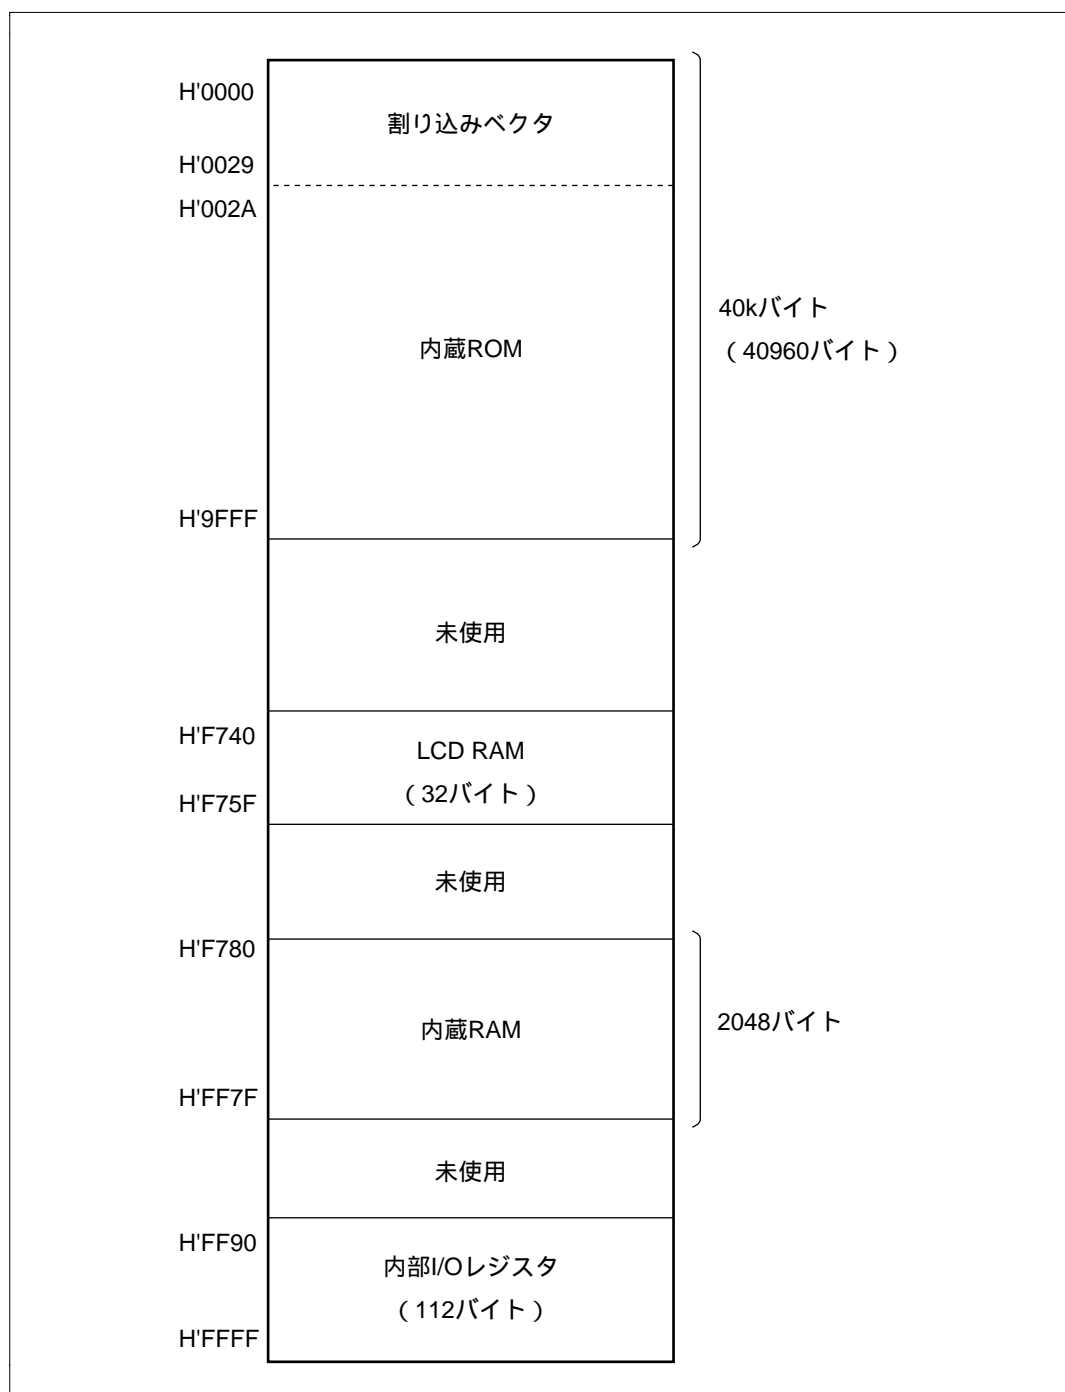 H'0000
割り込みベクタ
H'0029
H'002A
40kバイト
内蔵ROM
（40960バイト）
H'9FFF
未使用
H'F740
LCD RAM
（32バイト）
H'F75F
未使用
H'F780
内蔵RAM
2048バイト
H'FF7F
未使用
H'FF90
内部I/Oレジスタ
（112バイト）
H'FFFF